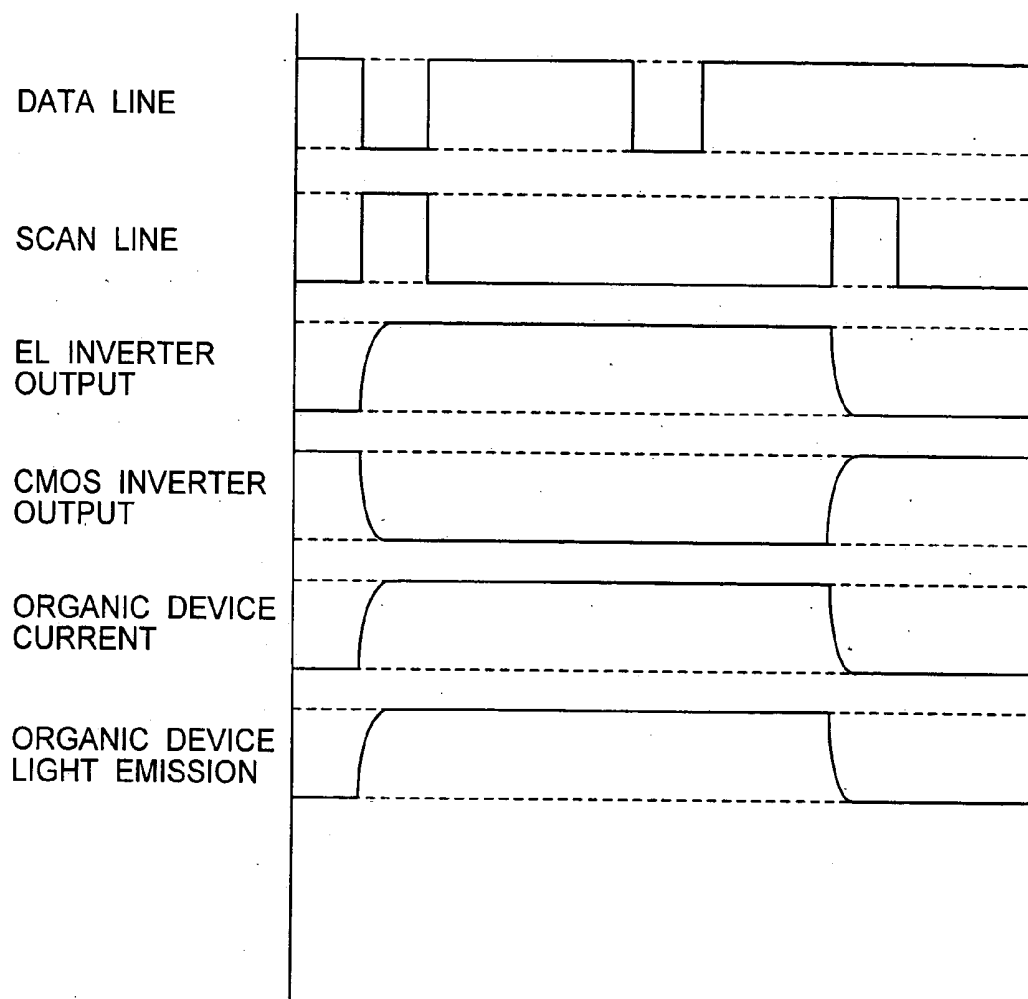 DATA LINE
SCAN LINE
EL INVERTER
OUTPUT
CMOS INVERTER
OUTPUT
ORGANIC DEVICE
CURRENT
ORGANIC DEVICE
LIGHT EMISSION